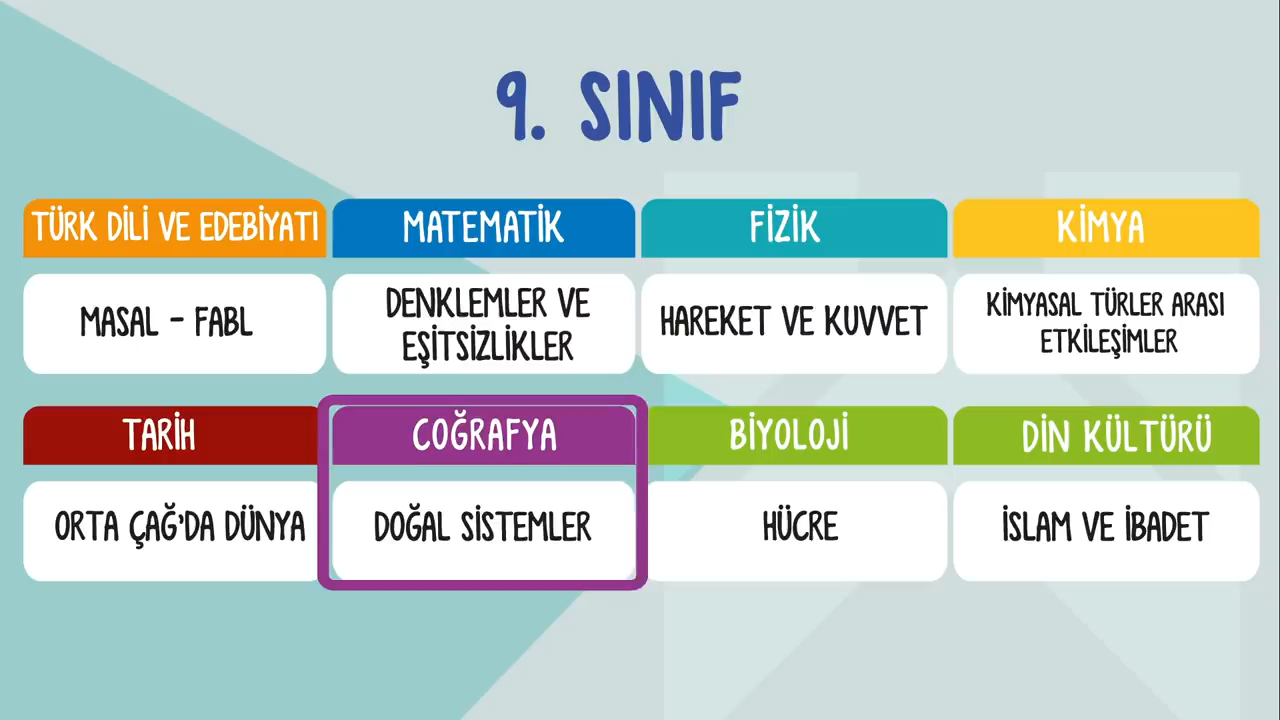 9. SINIF
TÜRK DİLİ VE EDEBİYATI
MASAL - FABL
MATEMATİK
DENKLEMLER VE
EŞİTSİZLİKLER
FİZİK
HAREKET VE KUVVET
KİMYA
KİMYASAL TÜRLER ARASI
ETKİLEŞİMLER
TARİH
ORTA ÇAĞ'DA DÜNYA
COĞRAFYA
DOĞAL SİSTEMLER
BİYOLOJİ
HÜCRE
DİN KÜLTÜRÜ
İSLAM VE İBADET